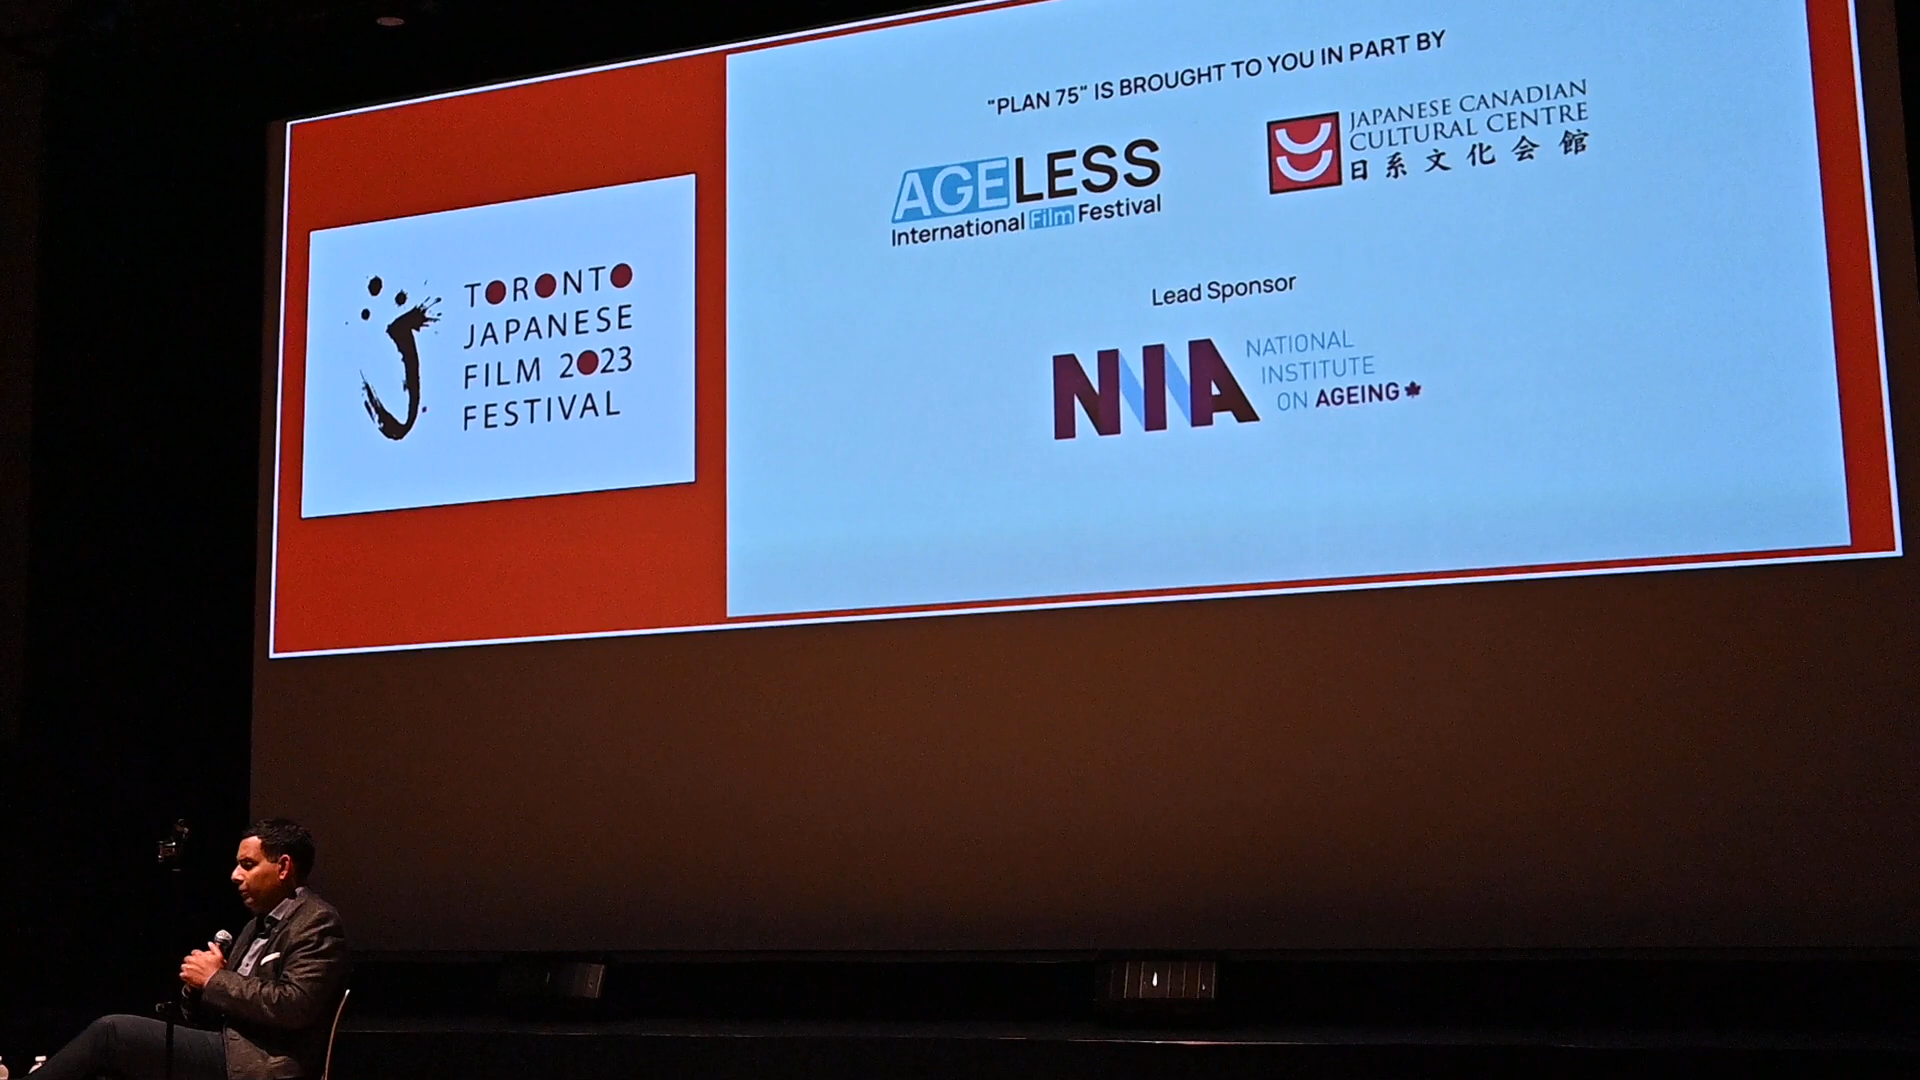 TORONTO
JAPANESE
FILM 2023
FESTIVAL
"PLAN 75" IS BROUGHT TO YOU IN PART BY
AGELESS
International Film Festival
JAPANESE CANADIAN
CULTURAL CENTRE
日系文化会館
Lead Sponsor
NIA
NATIONAL
INSTITUTE
ON AGEING